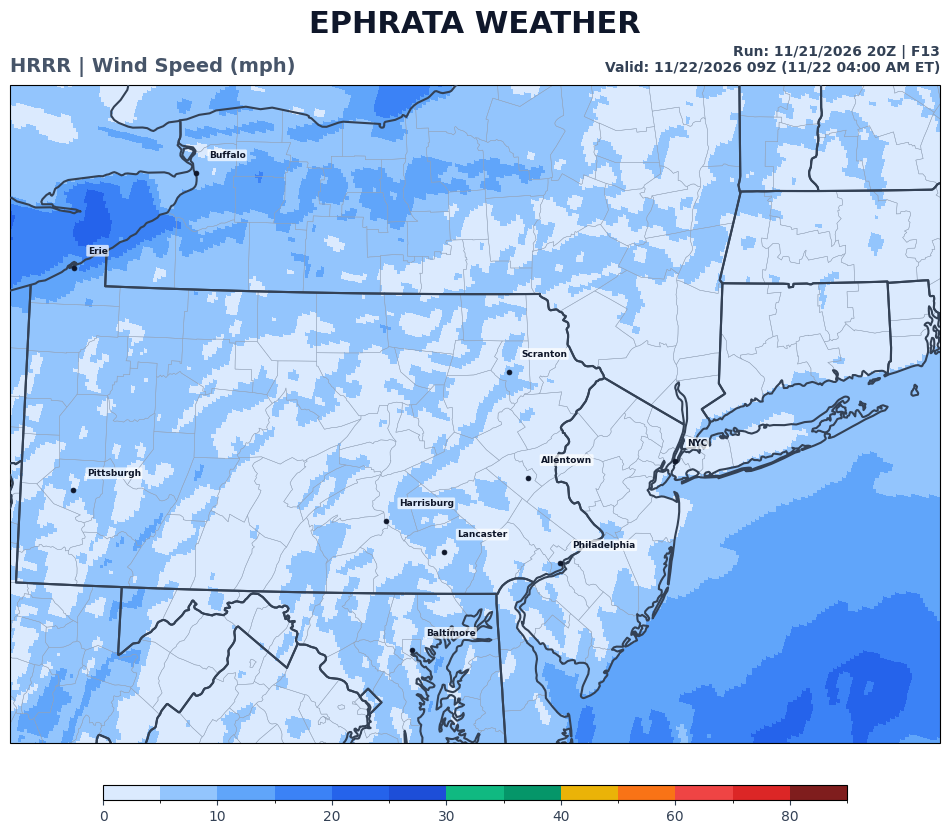 EPHRATA WEATHER
HRRR | Wind Speed (mph)
Run: 11/21/2026 20Z | F13
Valid: 11/22/2026 09Z (11/22 04:00 AM ET)
Buffalo
Erie
Scranton
NYC
Allentown
Pittsburgh
Harrisburg
Lancaster
Philadelphia
Baltimore
0 10 20 30 40 60 80